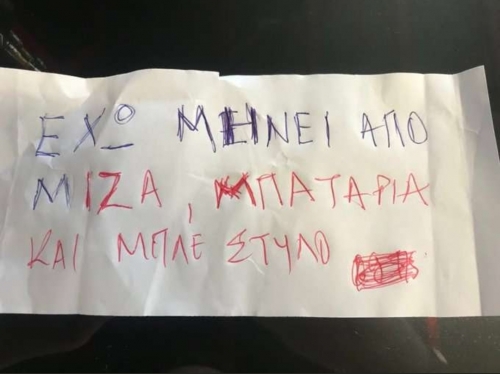 ΕΧΩ ΜΗΝΕΙ ΑΠΟ
ΜΙΖΑ, ΜΠΑΤΑΡΙΑ
ΚΑΙ ΜΠΛΕ ΣΤΥΛΟ